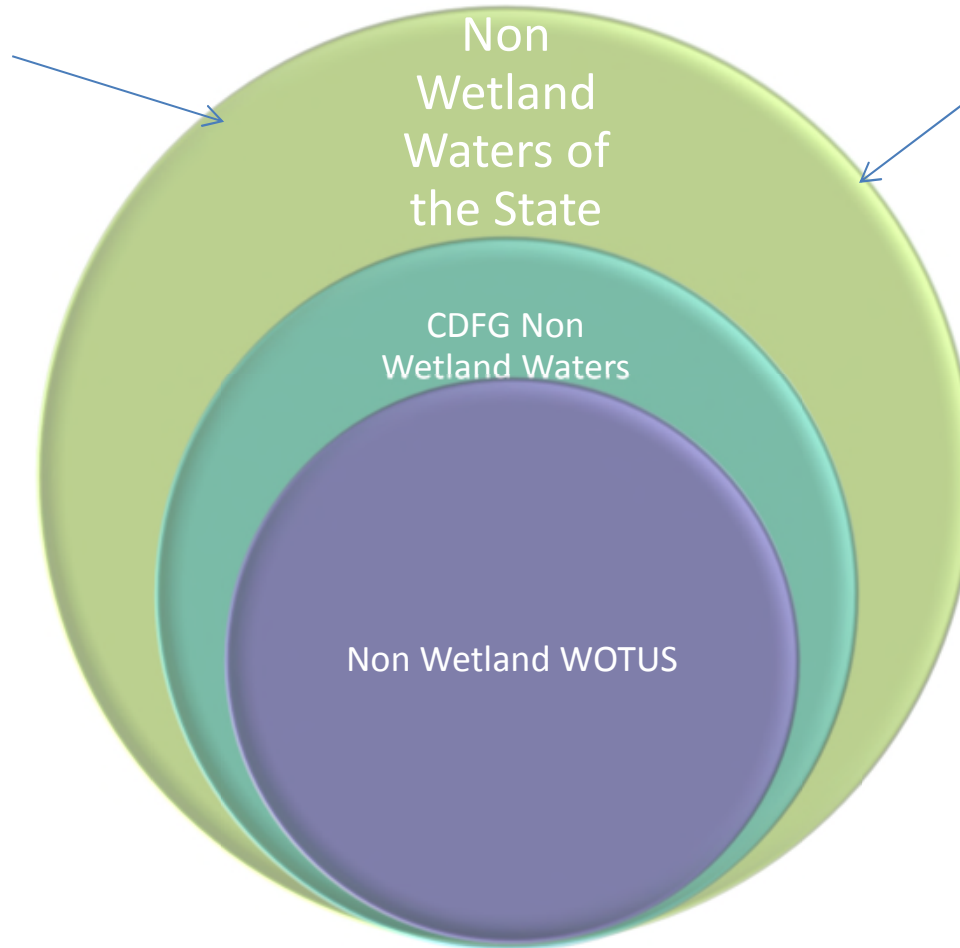 Non
Wetland
Waters of
the State
CDFG Non
Wetland Waters
Non Wetland WOTUS